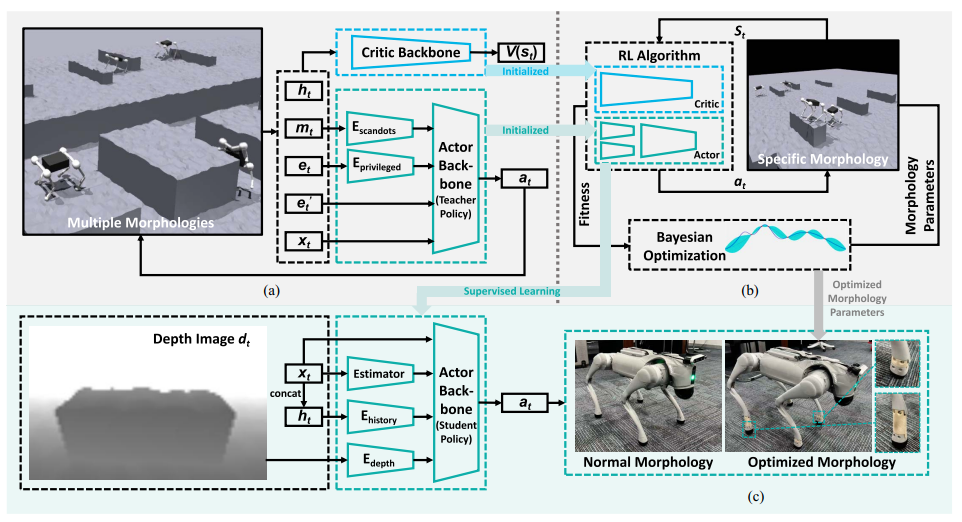 Multiple Morphologies
h_t
m_t
e_t
e_t'
x_t
Critic Backbone
V(s_t)
E_scandots
E_privileged
Actor
Back-
bone
(Teacher
Policy)
a_t
(a)
Initialized
Initialized
RL Algorithm
Critic
Actor
S_t
Specific Morphology
a_t
Fitness
Morphology
Parameters
Bayesian
Optimization
(b)
Optimized
Morphology
Parameters
Supervised Learning
Depth Image d_t
x_t
concat
h_t
Estimator
E_history
E_depth
Actor
Back-
bone
(Student
Policy)
a_t
Normal Morphology
Optimized Morphology
(c)